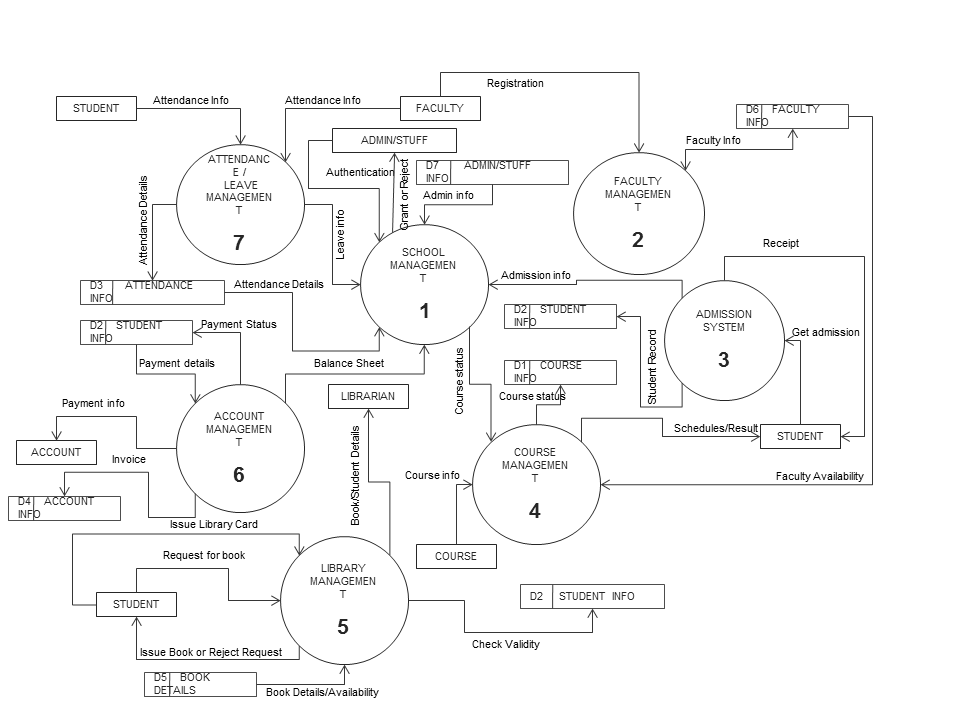 Registration
STUDENT
Attendance Info
Attendance Info
FACULTY
D6 FACULTY
INFO
ADMIN/STUFF
Faculty Info
ATTENDANC
E /
LEAVE
MANAGEMEN
T
7
Authentication
Grant or Reject
D7 ADMIN/STUFF
INFO
Admin info
FACULTY
MANAGEMEN
T
2
Attendance Details
Leave info
SCHOOL
MANAGEMEN
T
1
Receipt
Admission info
D3 ATTENDANCE
INFO
Attendance Details
D2 STUDENT
INFO
ADMISSION
SYSTEM
3
Get admission
D2 STUDENT
INFO
Payment Status
Payment details
Balance Sheet
Course status
D1 COURSE
INFO
Course status
Student Record
LIBRARIAN
Payment info
ACCOUNT
MANAGEMEN
T
6
ACCOUNT
Invoice
Schedules/Result
STUDENT
COURSE
MANAGEMEN
T
4
Course info
Faculty Availability
Book/Student Details
D4 ACCOUNT
INFO
Issue Library Card
Request for book
COURSE
LIBRARY
MANAGEMEN
T
5
STUDENT
D2 STUDENT INFO
Check Validity
Issue Book or Reject Request
D5 BOOK
DETAILS
Book Details/Availability